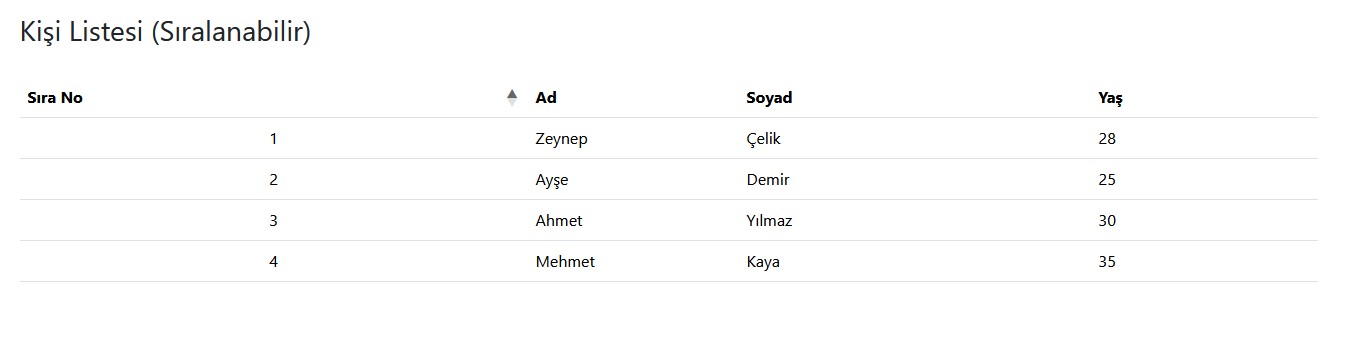 Kişi Listesi (Sıralanabilir)
Sıra No Ad Soyad Yaş
1 Zeynep Çelik 28
2 Ayşe Demir 25
3 Ahmet Yılmaz 30
4 Mehmet Kaya 35